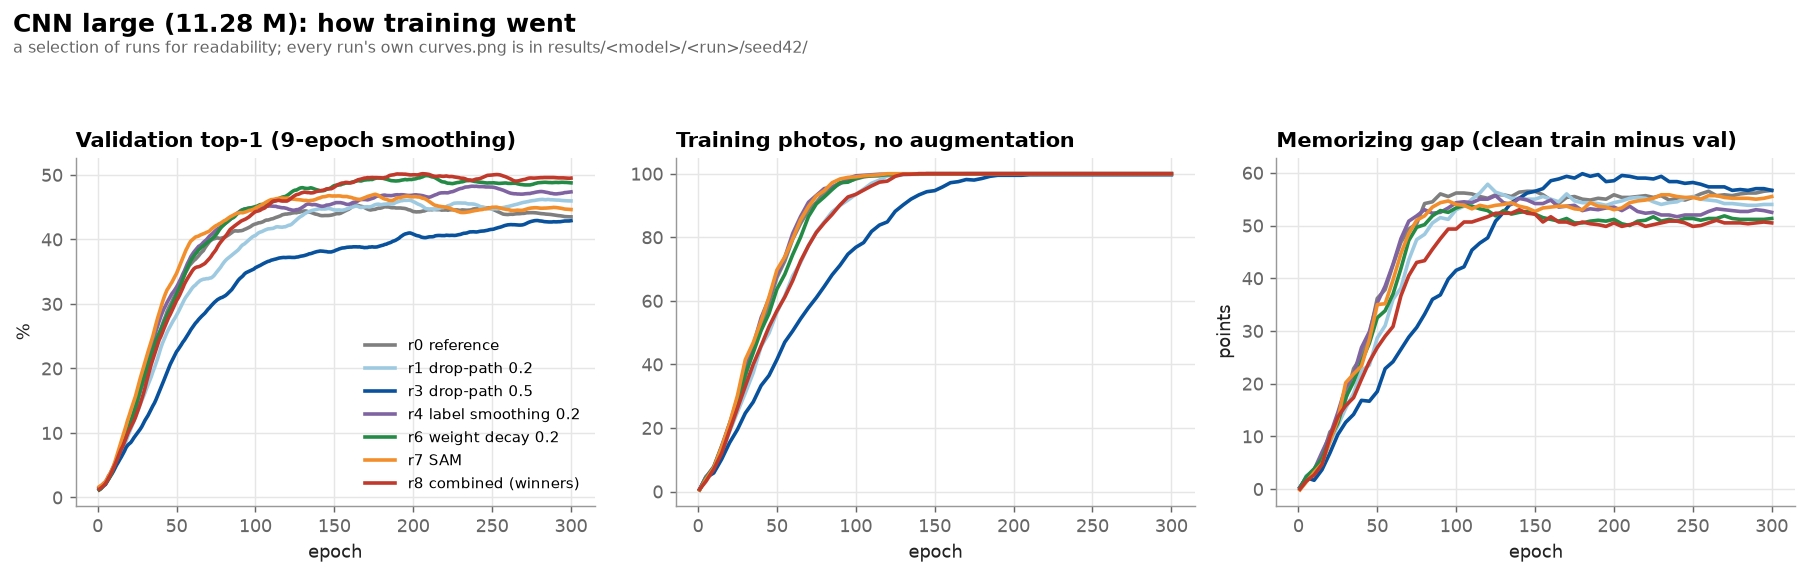 CNN large (11.28 M): how training went
a selection of runs for readability; every run's own curves.png is in results/<model>/<run>/seed42/
Validation top-1 (9-epoch smoothing)
%
50
40
30
20
10
0
r0 reference
r1 drop-path 0.2
r3 drop-path 0.5
r4 label smoothing 0.2
r6 weight decay 0.2
r7 SAM
r8 combined (winners)
0 50 100 150 200 250 300
epoch
Training photos, no augmentation
100
80
60
40
20
0
0 50 100 150 200 250 300
epoch
Memorizing gap (clean train minus val)
points
60
50
40
30
20
10
0
0 50 100 150 200 250 300
epoch